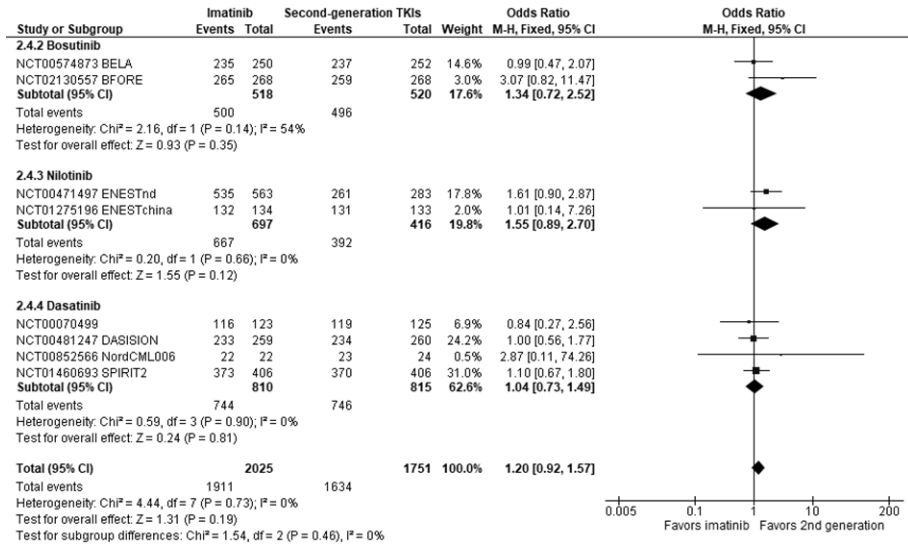 Imatinib Second-generation TKIs Odds Ratio Odds Ratio
Study or Subgroup Events Total Events Total Weight M-H, Fixed, 95% CI M-H, Fixed, 95% CI
2.4.2 Bosutinib
NCT00574873 BELA 235 250 237 252 14.6% 0.99 [0.47, 2.07]
NCT02130557 BFORE 265 268 259 268 3.0% 3.07 [0.82, 11.47]
Subtotal (95% CI) 518 520 17.6% 1.34 [0.72, 2.52]
Total events 500 496
Heterogeneity: Chi² = 2.16, df = 1 (P = 0.14); I² = 54%
Test for overall effect: Z = 0.93 (P = 0.35)
2.4.3 Nilotinib
NCT00471497 ENESTnd 535 563 261 283 17.8% 1.61 [0.90, 2.87]
NCT01275196 ENESTchina 132 134 131 133 2.0% 1.01 [0.14, 7.26]
Subtotal (95% CI) 697 416 19.8% 1.55 [0.89, 2.70]
Total events 667 392
Heterogeneity: Chi² = 0.20, df = 1 (P = 0.66); I² = 0%
Test for overall effect: Z = 1.55 (P = 0.12)
2.4.4 Dasatinib
NCT00070499 116 123 119 125 6.9% 0.84 [0.27, 2.56]
NCT00481247 DASISION 233 259 234 260 24.2% 1.00 [0.56, 1.77]
NCT00852566 NordCML006 22 22 23 24 0.5% 2.87 [0.11, 74.26]
NCT01460693 SPIRIT2 373 406 370 406 31.0% 1.10 [0.67, 1.80]
Subtotal (95% CI) 810 815 62.6% 1.04 [0.73, 1.49]
Total events 744 746
Heterogeneity: Chi² = 0.59, df = 3 (P = 0.90); I² = 0%
Test for overall effect: Z = 0.24 (P = 0.81)
Total (95% CI) 2025 1751 100.0% 1.20 [0.92, 1.57]
Total events 1911 1634
Heterogeneity: Chi² = 4.44, df = 7 (P = 0.73); I² = 0%
Test for overall effect: Z = 1.31 (P = 0.19)
Test for subgroup differences: Chi² = 1.54, df = 2 (P = 0.46), I² = 0%
0.005 0.1 1 10 200
Favors imatinib Favors 2nd generation